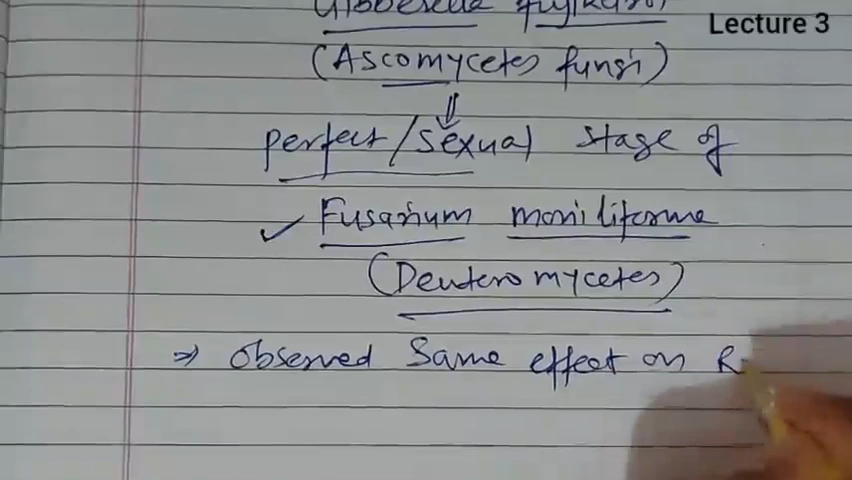 Lecture 3
(Ascomycetes fungi)
⇓
perfect/sexual stage of
✓ Fusarium moniliforme
(Deuteromycetes)
⇒ Observed Same effect on R